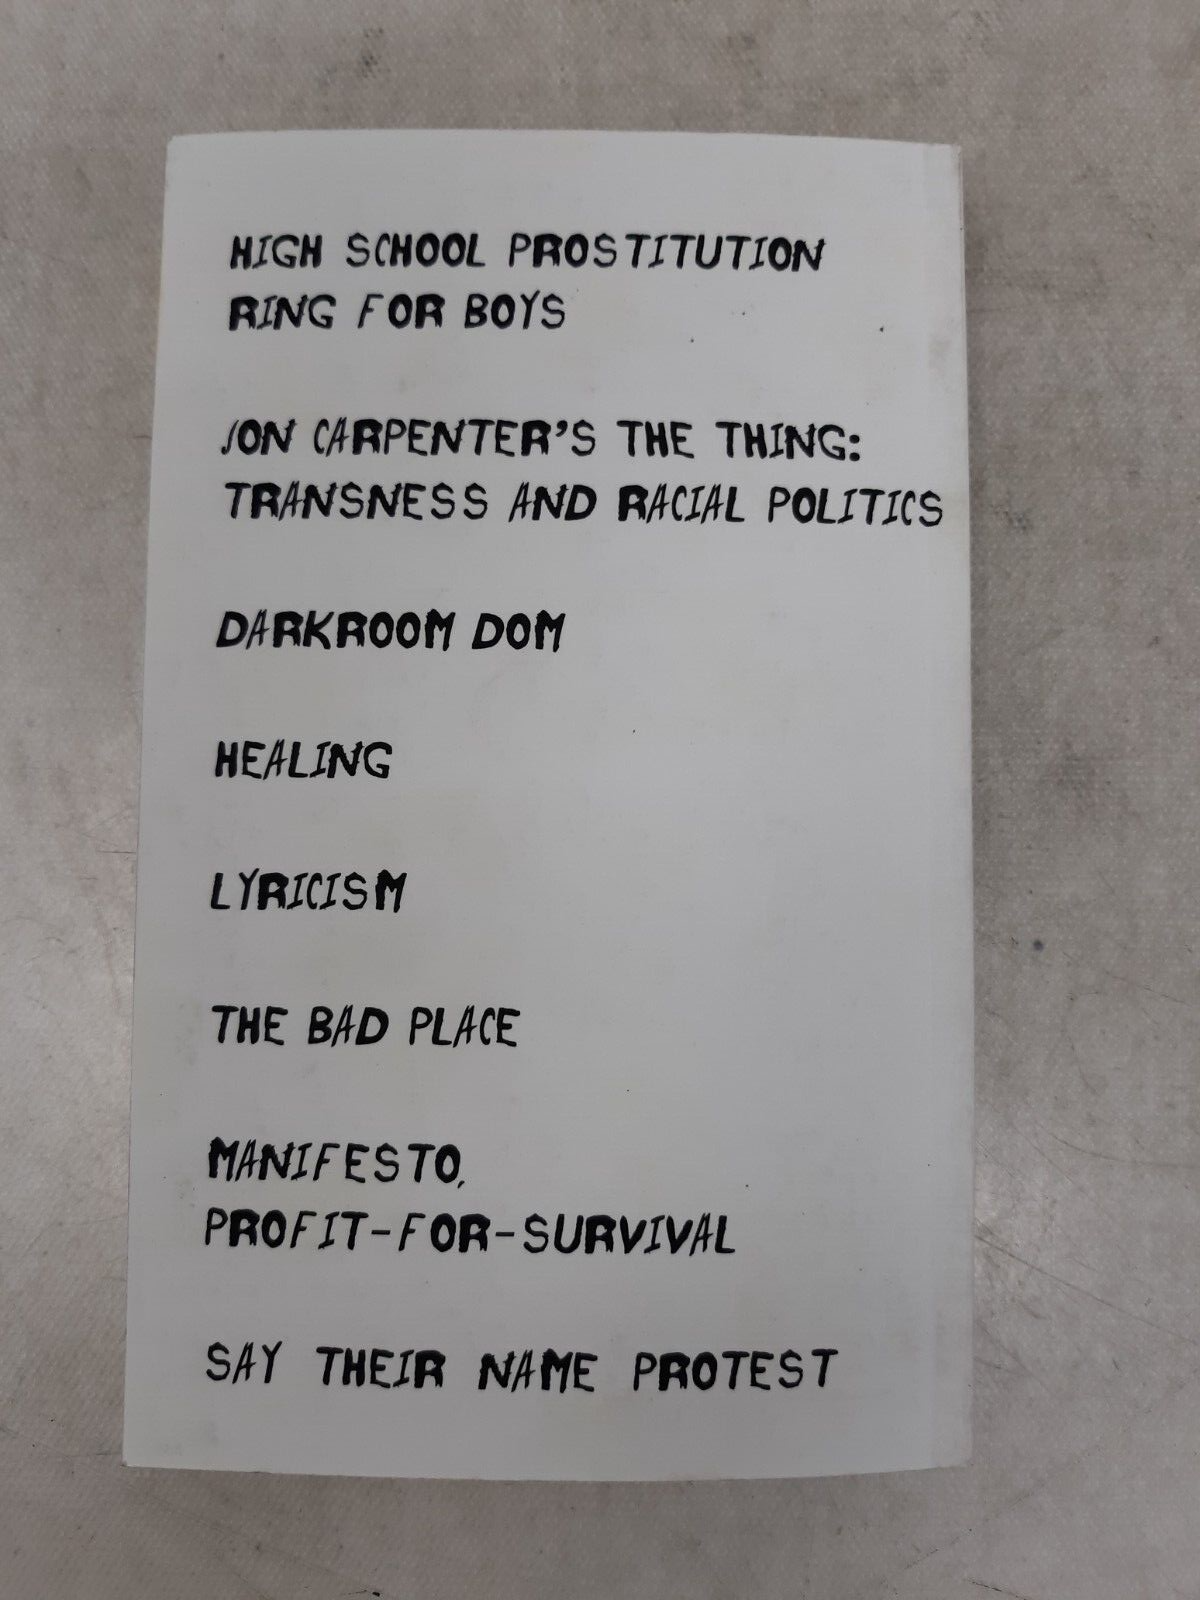 HIGH SCHOOL PROSTITUTION
RING FOR BOYS
JON CARPENTER'S THE THING:
TRANSNESS AND RACIAL POLITICS
DARKROOM DOM
HEALING
LYRICISM
THE BAD PLACE
MANIFESTO,
PROFIT-FOR-SURVIVAL
SAY THEIR NAME PROTEST